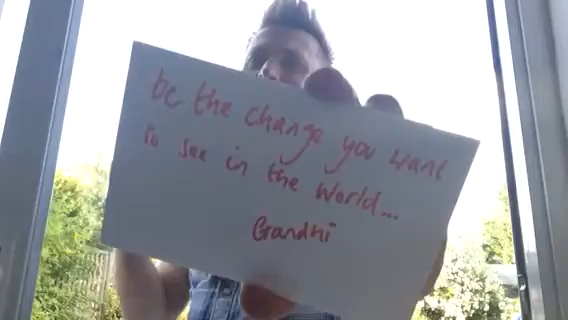 be the change you want
to see in the world...
Grandhi